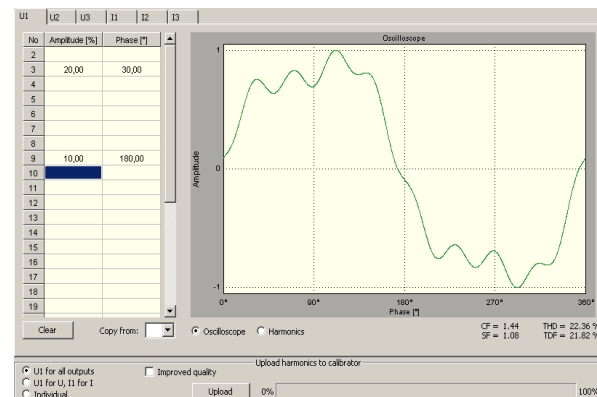 U1 U2 U3 I1 I2 I3
No Amplitude [%] Phase [°]
2
3 20,00 30,00
4
5
6
7
8
9 10,00 180,00
10
11
12
13
14
15
16
17
18
19
Clear Copy from:
Oscilloscope
1
0
-1
Amplitude
0° 90° 180° 270° 360°
Phase [°]
Oscilloscope Harmonics
CF = 1.44 THD = 22.36 %
SF = 1.08 TDF = 21.82 %
Upload harmonics to calibrator
U1 for all outputs
U1 for U, I1 for I
Individual
Improved quality
Upload 0% 100%